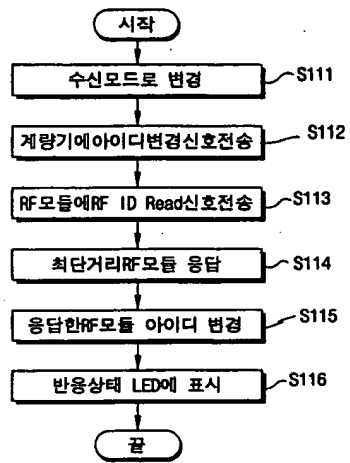 시작
수신모드로 변경 S111
계량기에아이디변경신호전송 S112
RF모듈에RF ID Read신호전송 S113
최단거리RF모듈 응답 S114
응답한RF모듈 아이디 변경 S115
반응상태 LED에 표시 S116
끝